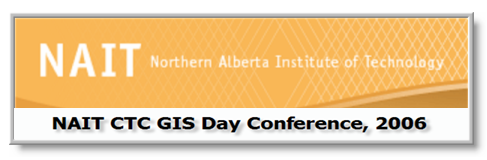 NAIT Northern Alberta Institute of Technology
NAIT CTC GIS Day Conference, 2006